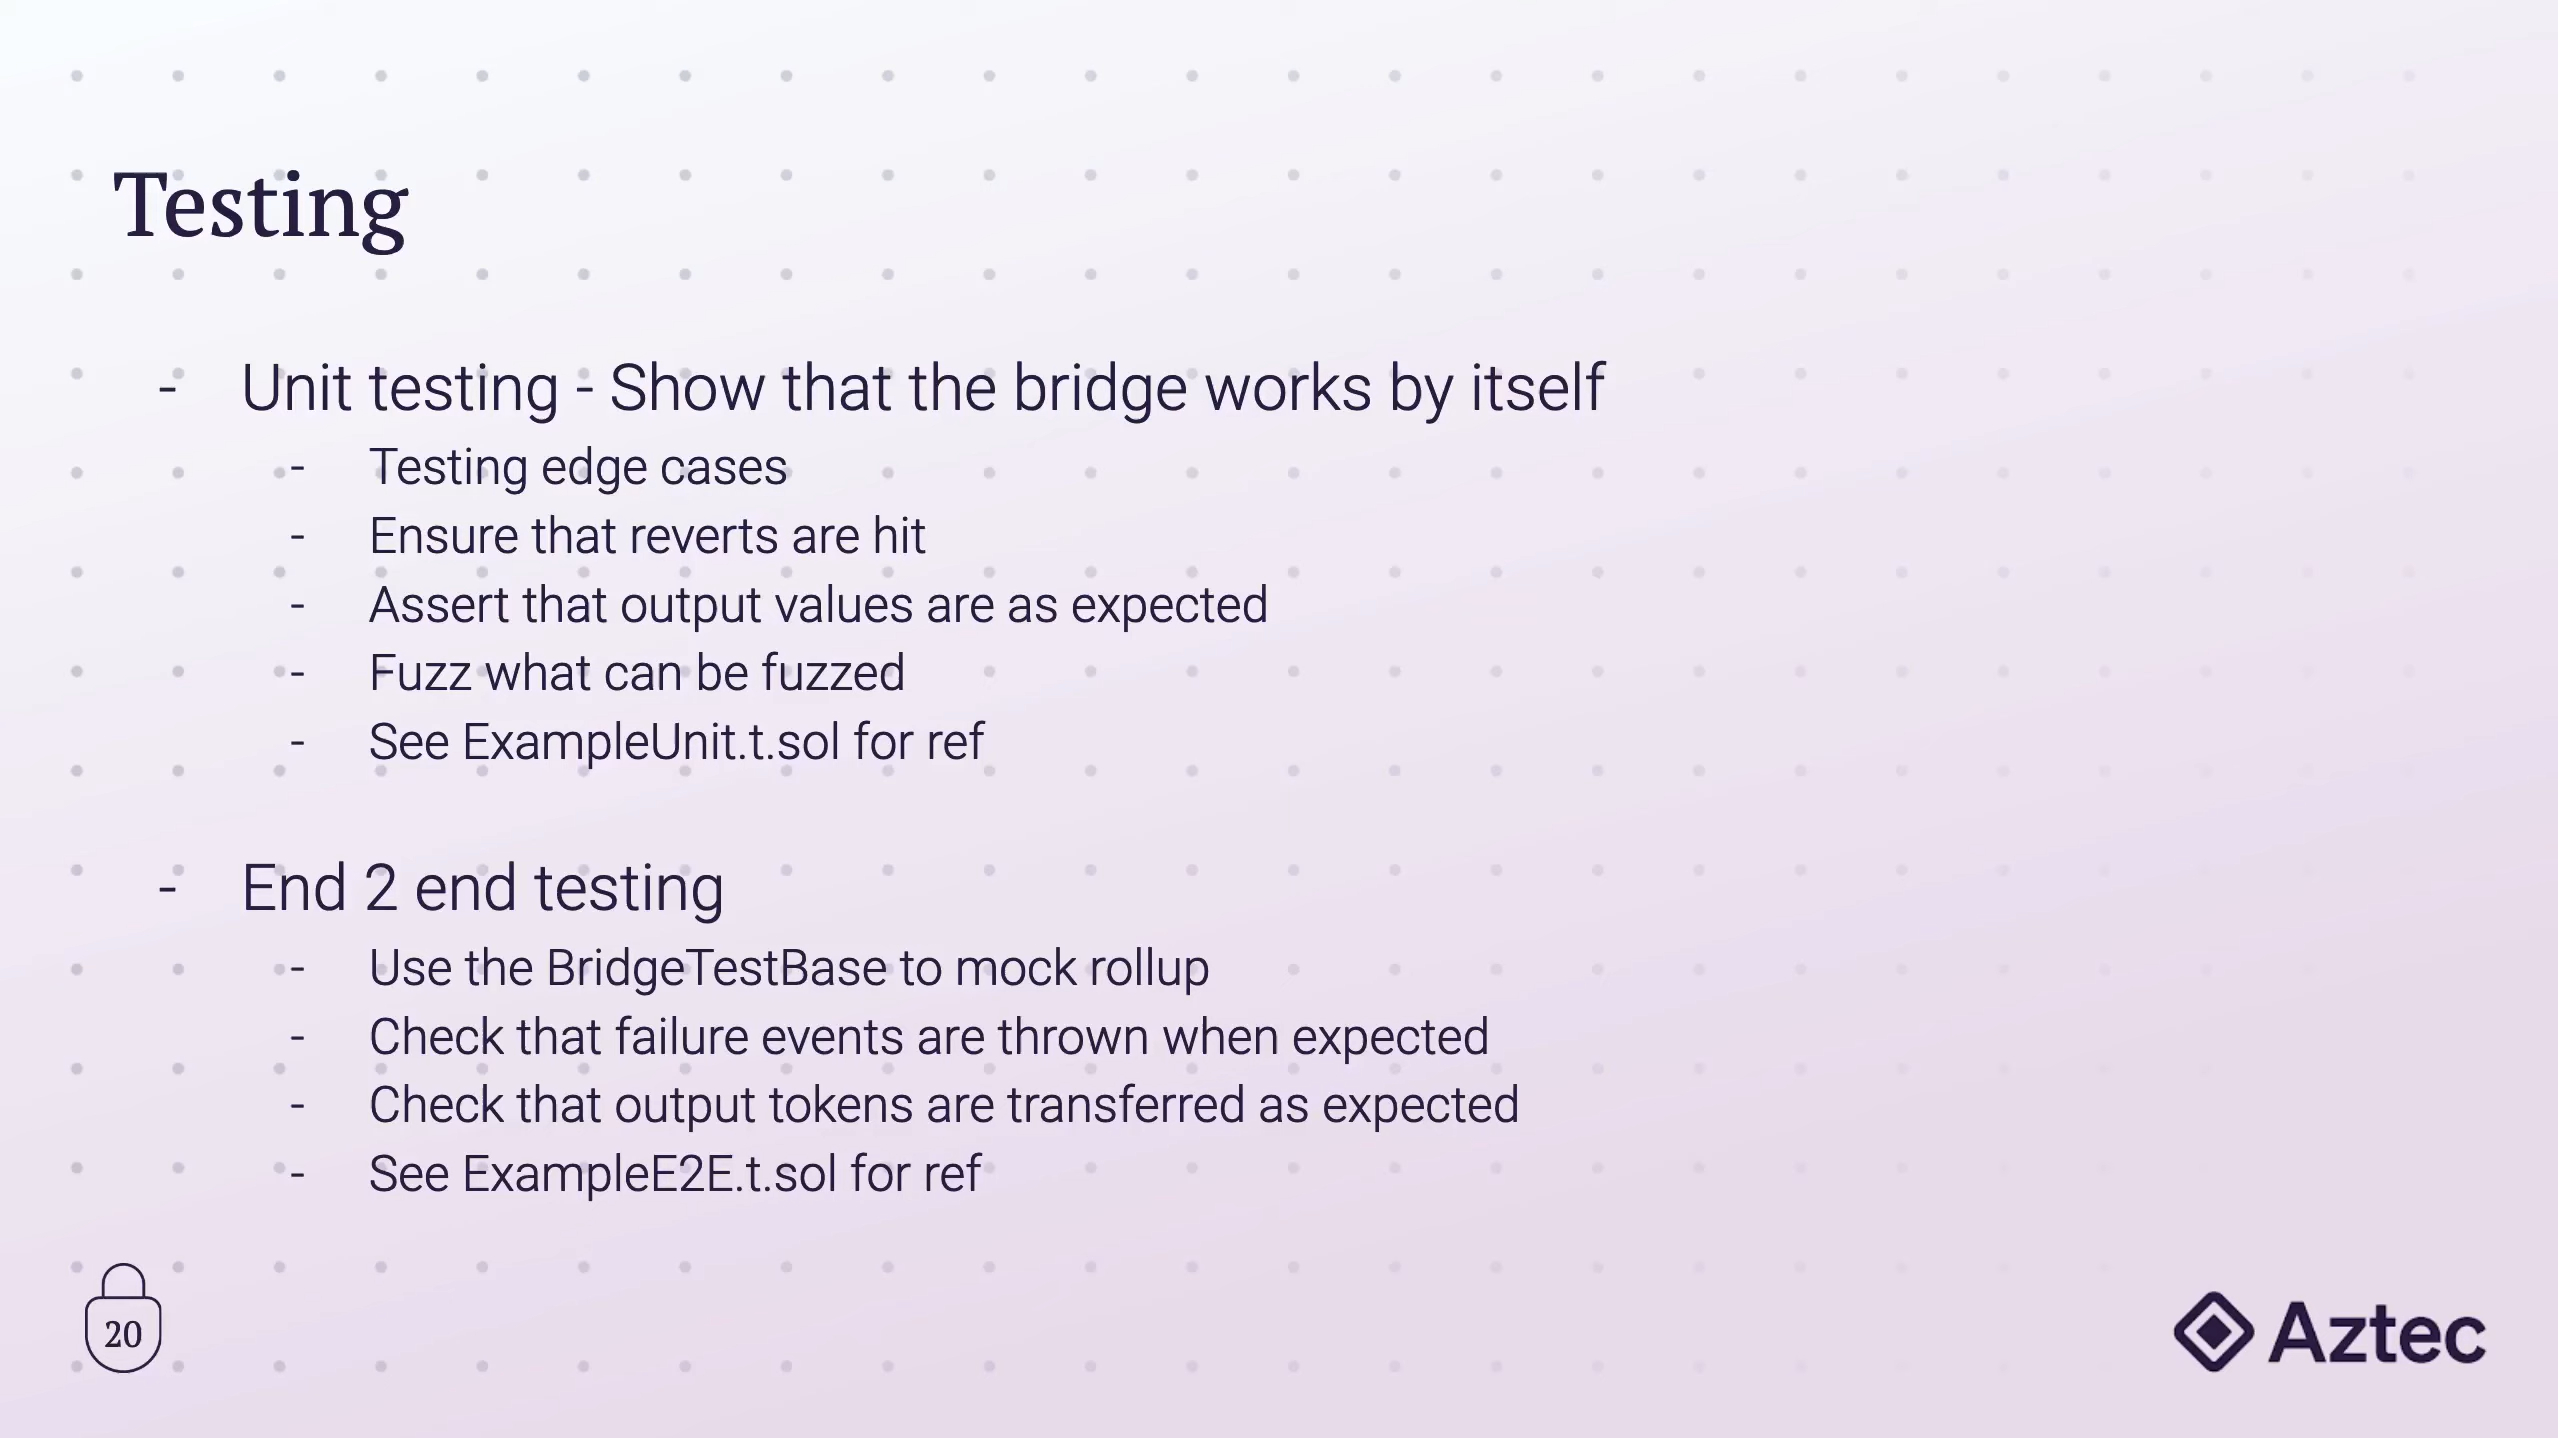 Testing
- Unit testing - Show that the bridge works by itself
- Testing edge cases
- Ensure that reverts are hit
- Assert that output values are as expected
- Fuzz what can be fuzzed
- See ExampleUnit.t.sol for ref
- End 2 end testing
- Use the BridgeTestBase to mock rollup
- Check that failure events are thrown when expected
- Check that output tokens are transferred as expected
- See ExampleE2E.t.sol for ref
20
Aztec